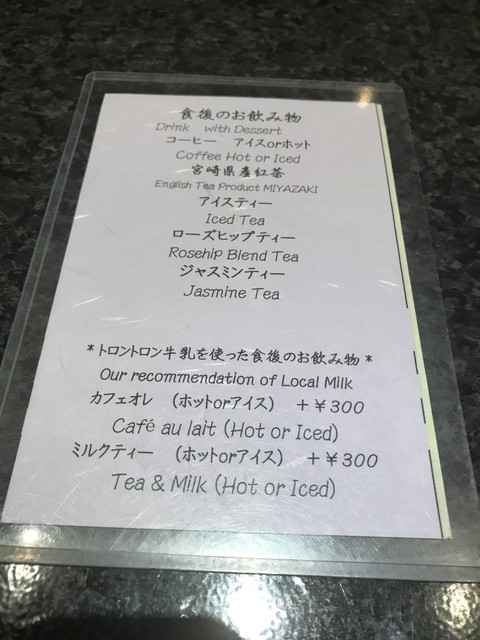 食後のお飲み物
Drink with Dessert
コーヒー アイスorホット
Coffee Hot or Iced
宮崎県産紅茶
English Tea Product MIYAZAKI
アイスティー
Iced Tea
ローズヒップティー
Rosehip Blend Tea
ジャスミンティー
Jasmine Tea
*トロントロン牛乳を使った食後のお飲み物*
Our recommendation of Local Milk
カフェオレ (ホットorアイス) +¥300
Café au lait (Hot or Iced)
ミルクティー (ホットorアイス) +¥300
Tea & Milk (Hot or Iced)